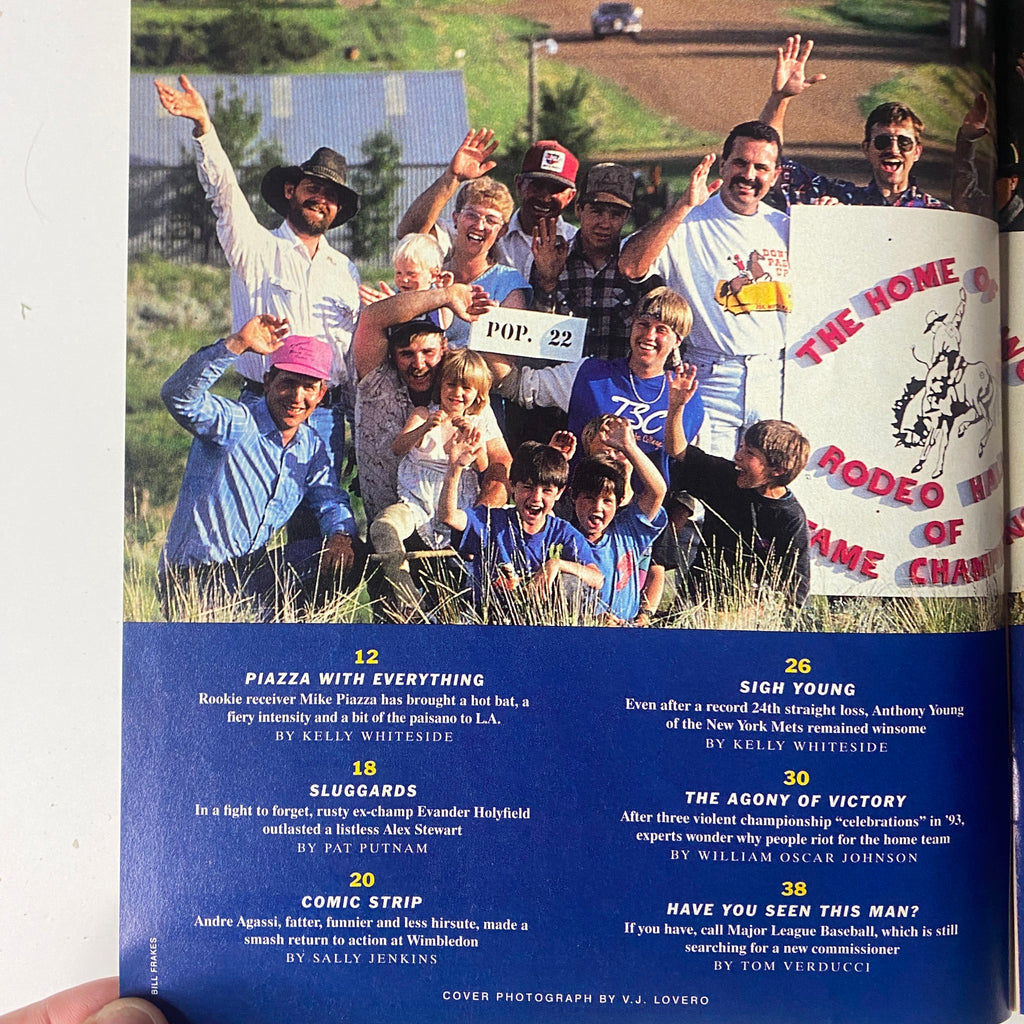 DON'T
POP. 22
THE HOME OF
TSC
RODEO
OF
FAME
12
PIAZZA WITH EVERYTHING
Rookie receiver Mike Piazza has brought a hot bat, a
fiery intensity and a bit of the paisano to L.A.
BY KELLY WHITESIDE
18
SLUGGARDS
In a fight to forget, rusty ex-champ Evander Holyfield
outlasted a listless Alex Stewart
BY PAT PUTNAM
20
COMIC STRIP
Andre Agassi, fatter, funnier and less hirsute, made a
smash return to action at Wimbledon
BY SALLY JENKINS
26
SIGH YOUNG
Even after a record 24th straight loss, Anthony Young
of the New York Mets remained winsome
BY KELLY WHITESIDE
30
THE AGONY OF VICTORY
After three violent championship “celebrations” in ’93,
experts wonder why people riot for the home team
BY WILLIAM OSCAR JOHNSON
38
HAVE YOU SEEN THIS MAN?
If you have, call Major League Baseball, which is still
searching for a new commissioner
BY TOM VERDUCCI
BILL FRAKES
COVER PHOTOGRAPH BY V.J. LOVERO